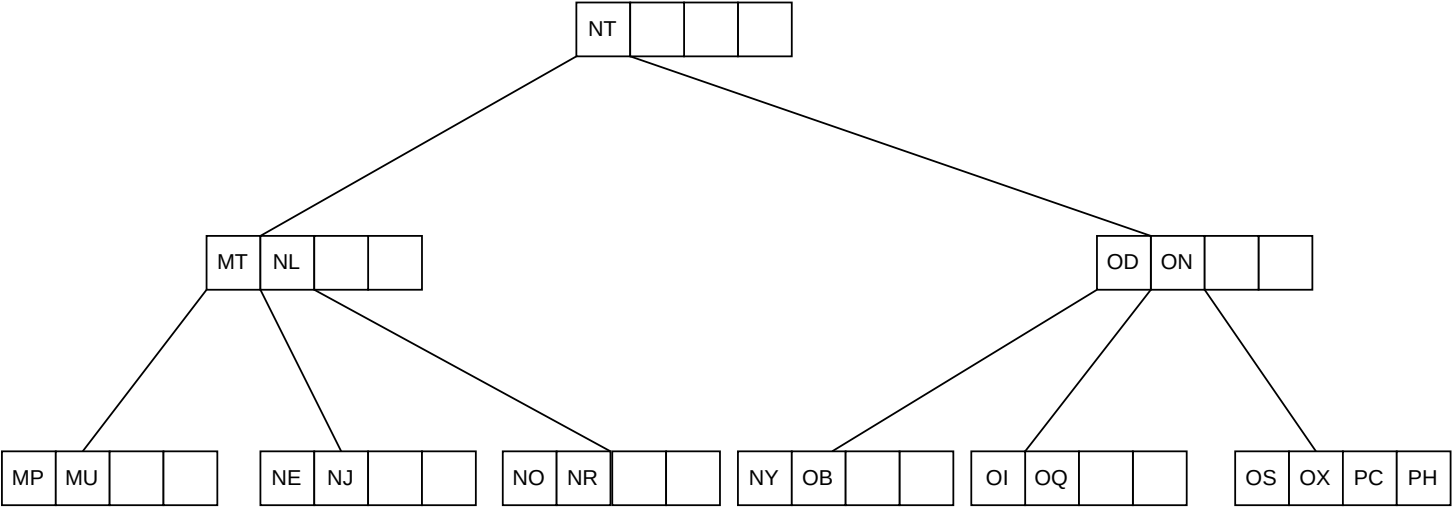 NT
MT NL
OD ON
MP MU
NE NJ
NO NR
NY OB
OI OQ
OS OX PC PH